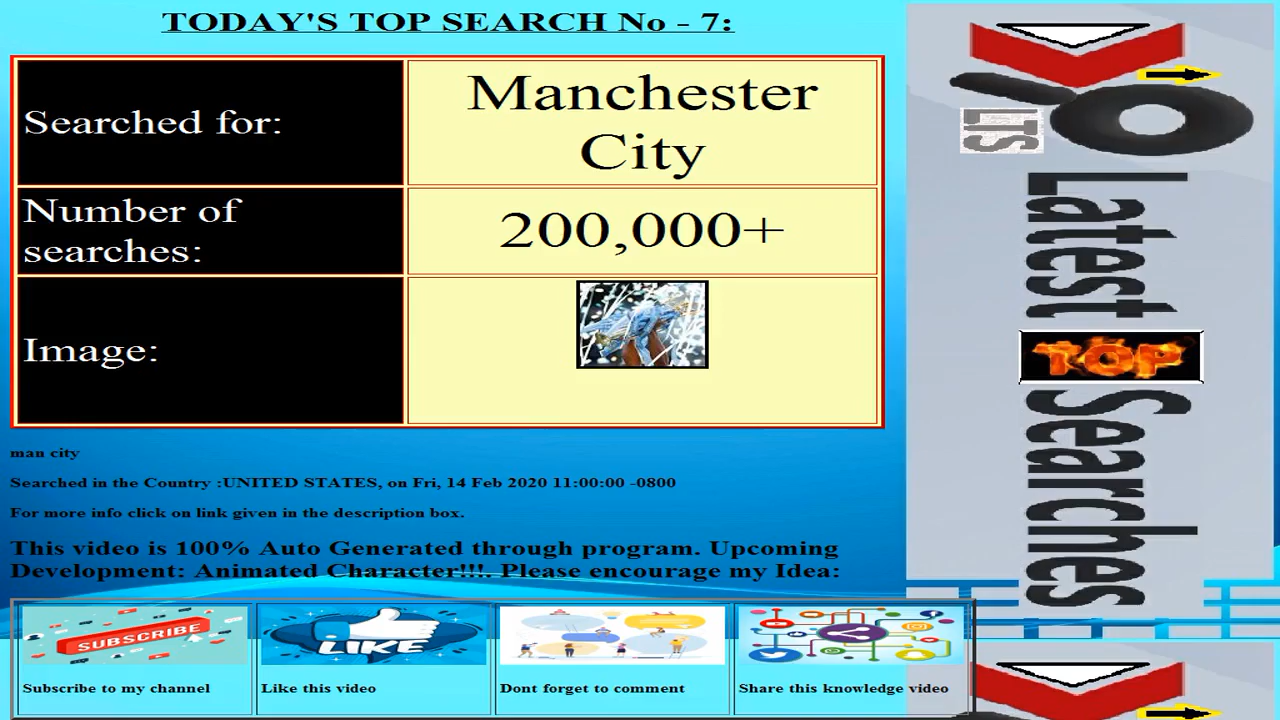 TODAY'S TOP SEARCH No - 7:
Searched for:
Manchester
City
Number of
searches:
200,000+
Image:
man city
Searched in the Country :UNITED STATES, on Fri, 14 Feb 2020 11:00:00 -0800
For more info click on link given in the description box.
This video is 100% Auto Generated through program. Upcoming
Development: Animated Character!!!. Please encourage my Idea:
SUBSCRIBE
LIKE
Subscribe to my channel
Like this video
Dont forget to comment
Share this knowledge video
LTS
Latest
TOP
Searches